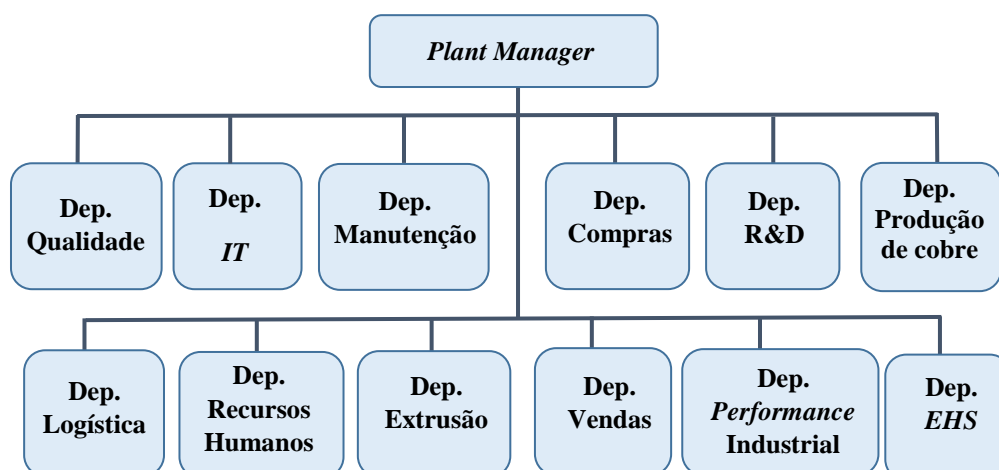 Plant Manager
Dep.
Qualidade
Dep.
IT
Dep.
Manutenção
Dep.
Compras
Dep.
R&D
Dep.
Produção
de cobre
Dep.
Logística
Dep.
Recursos
Humanos
Dep.
Extrusão
Dep.
Vendas
Dep.
Performance
Industrial
Dep.
EHS